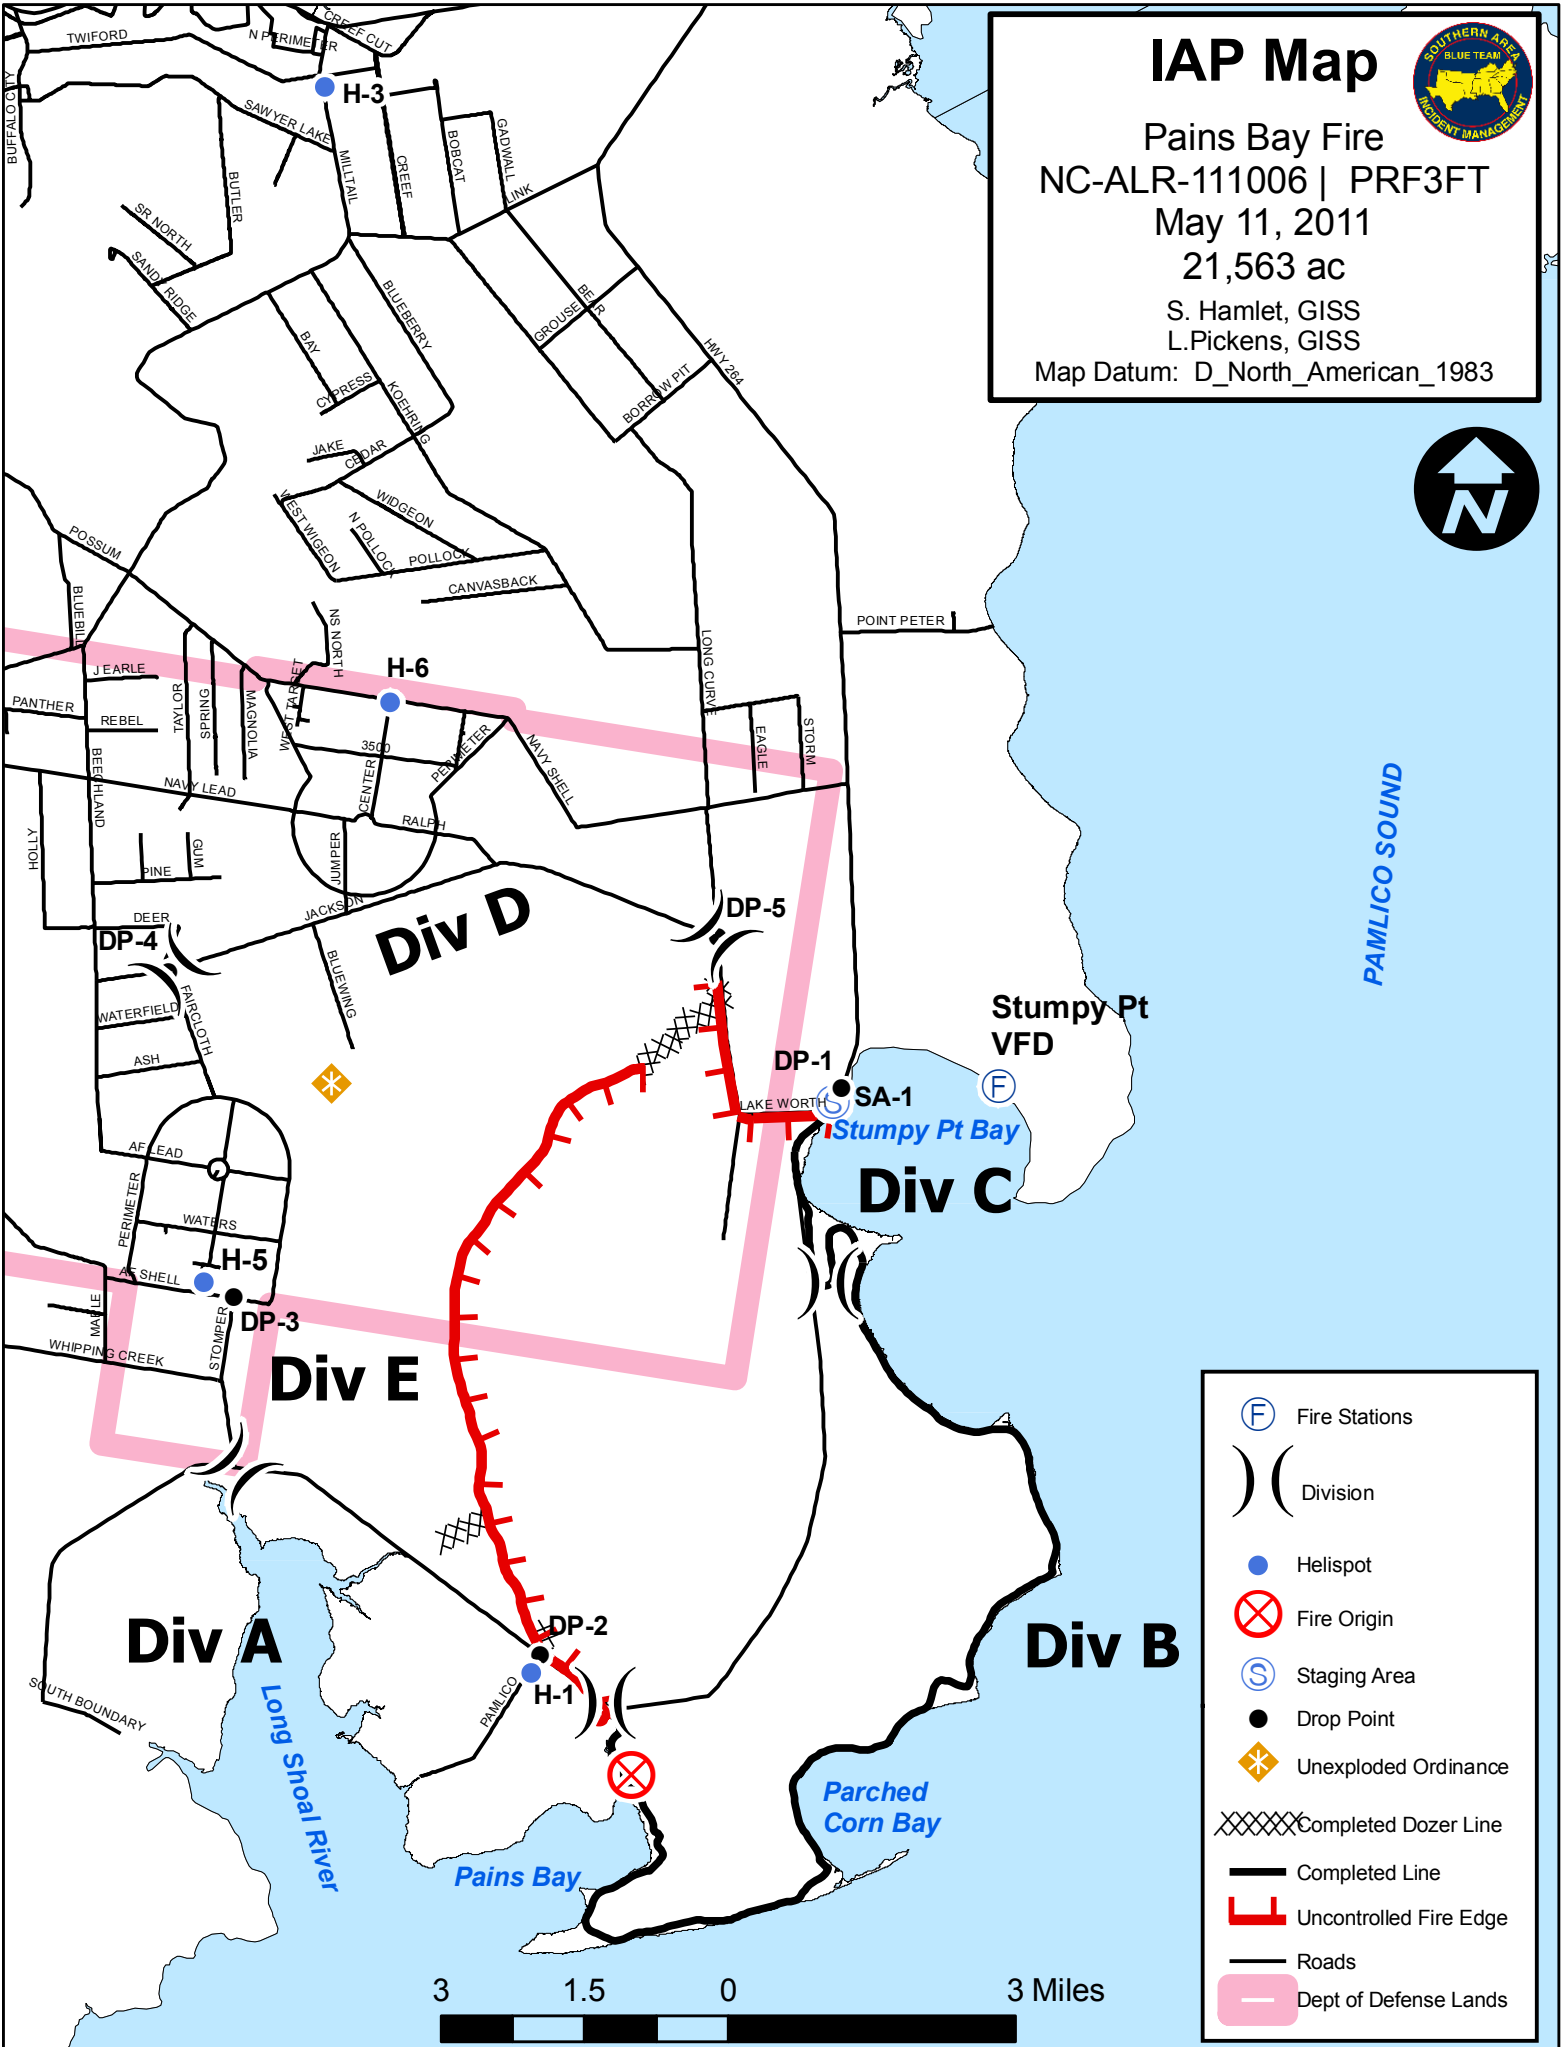 IAP Map
SOUTHERN AREA
BLUE TEAM
INCIDENT MANAGEMENT
Pains Bay Fire
NC-ALR-111006 | PRF3FT
May 11, 2011
21,563 ac
S. Hamlet, GISS
L.Pickens, GISS
Map Datum: D_North_American_1983
N
TWIFORD
N PERIMETER
CREEF CUT
BUFFALO CITY
H-3
SAWYER LAKE
MILLTAIL
CREEF
BOBCAT
GADWALL
LINK
BUTLER
SR NORTH
SANDY RIDGE
BLUEBERRY
BAY
CYPRESS
KOEHRING
GROUSE
BEAR
HWY 264
BORROW PIT
JAKE
CEDAR
WIDGEON
WEST WIGEON
N POLLOCK
POLLOCK
CANVASBACK
POSSUM
BLUEBILL
NS NORTH
POINT PETER
LONG CURVE
H-6
J EARLE
PANTHER
REBEL
TAYLOR
SPRING
MAGNOLIA
WEST TARGET
3500
CENTER
PERIMETER
NAVY SHELL
EAGLE
STORM
BEECHLAND
NAVY LEAD
RALPH
HOLLY
PINE
GUM
JUMPER
JACKSON
PAMLICO SOUND
DEER
DP-4
Div D
DP-5
BLUEWING
FAIRCLOTH
WATERFIELD
ASH
Stumpy Pt
VFD
F
DP-1
LAKE WORTH
S
SA-1
Stumpy Pt Bay
Div C
AF LEAD
PERIMETER
WATERS
H-5
AF SHELL
DP-3
MAPLE
STOMPER
WHIPPING CREEK
Div E
Div A
DP-2
H-1
PAMLICO
Div B
SOUTH BOUNDARY
Long Shoal River
Parched
Corn Bay
Pains Bay
3 1.5 0 3 Miles
F Fire Stations
Division
Helispot
Fire Origin
S Staging Area
Drop Point
Unexploded Ordinance
Completed Dozer Line
Completed Line
Uncontrolled Fire Edge
Roads
Dept of Defense Lands